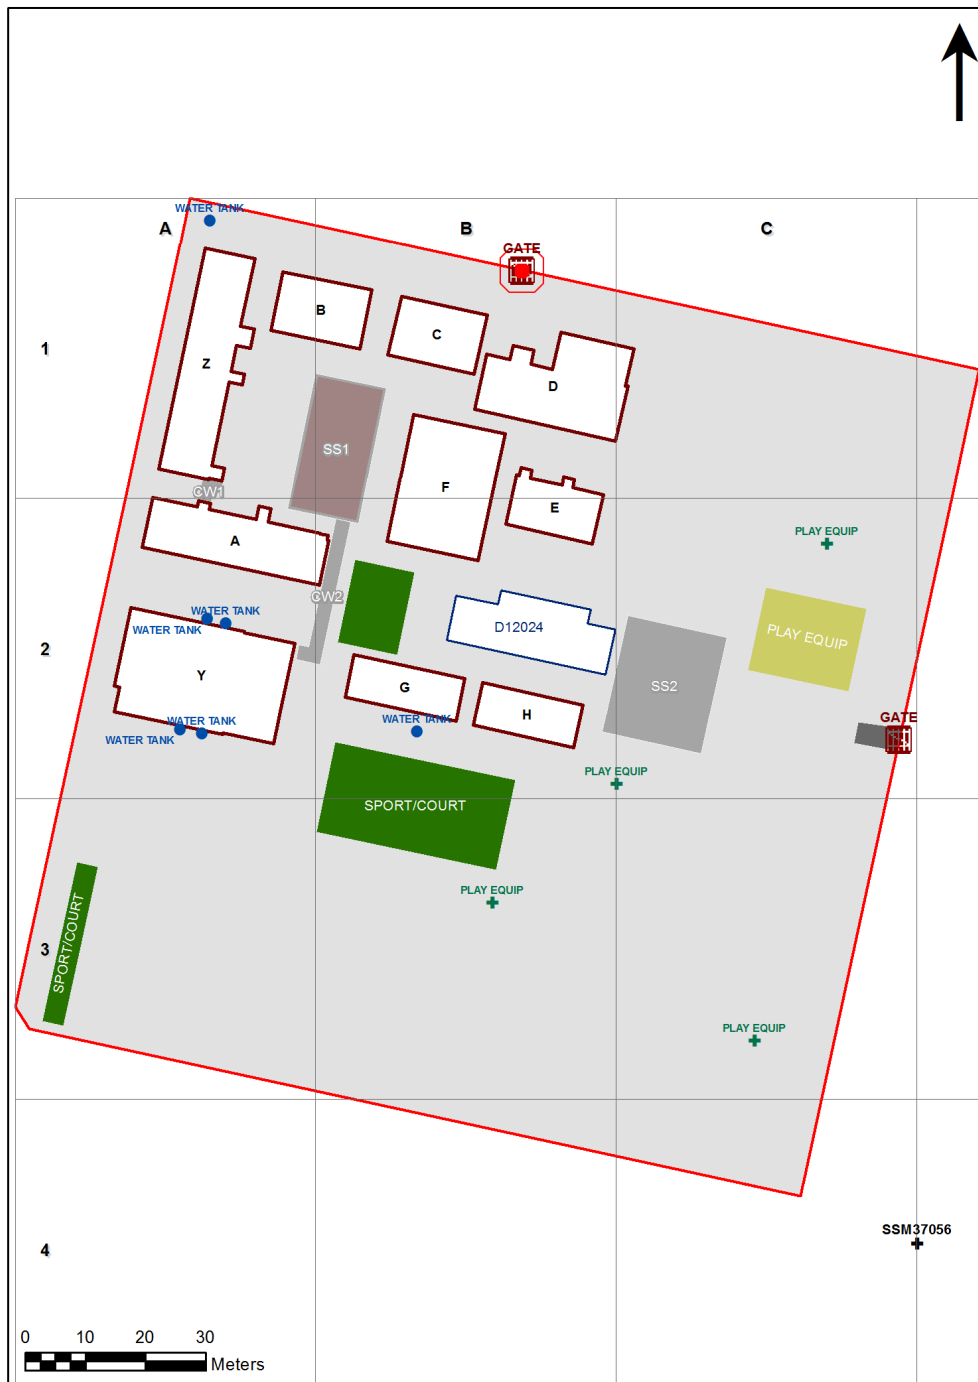 WATER TANK
A
B
C
GATE
1
B
C
Z
D
SS1
F
CW1
E
A
PLAY EQUIP
CW2
WATER TANK
WATER TANK
D12024
PLAY EQUIP
2
Y
G
SS2
H
WATER TANK
WATER TANK
WATER TANK
GATE
PLAY EQUIP
SPORT/COURT
PLAY EQUIP
SPORT/COURT
3
PLAY EQUIP
SSM37056
4
0 10 20 30
Meters